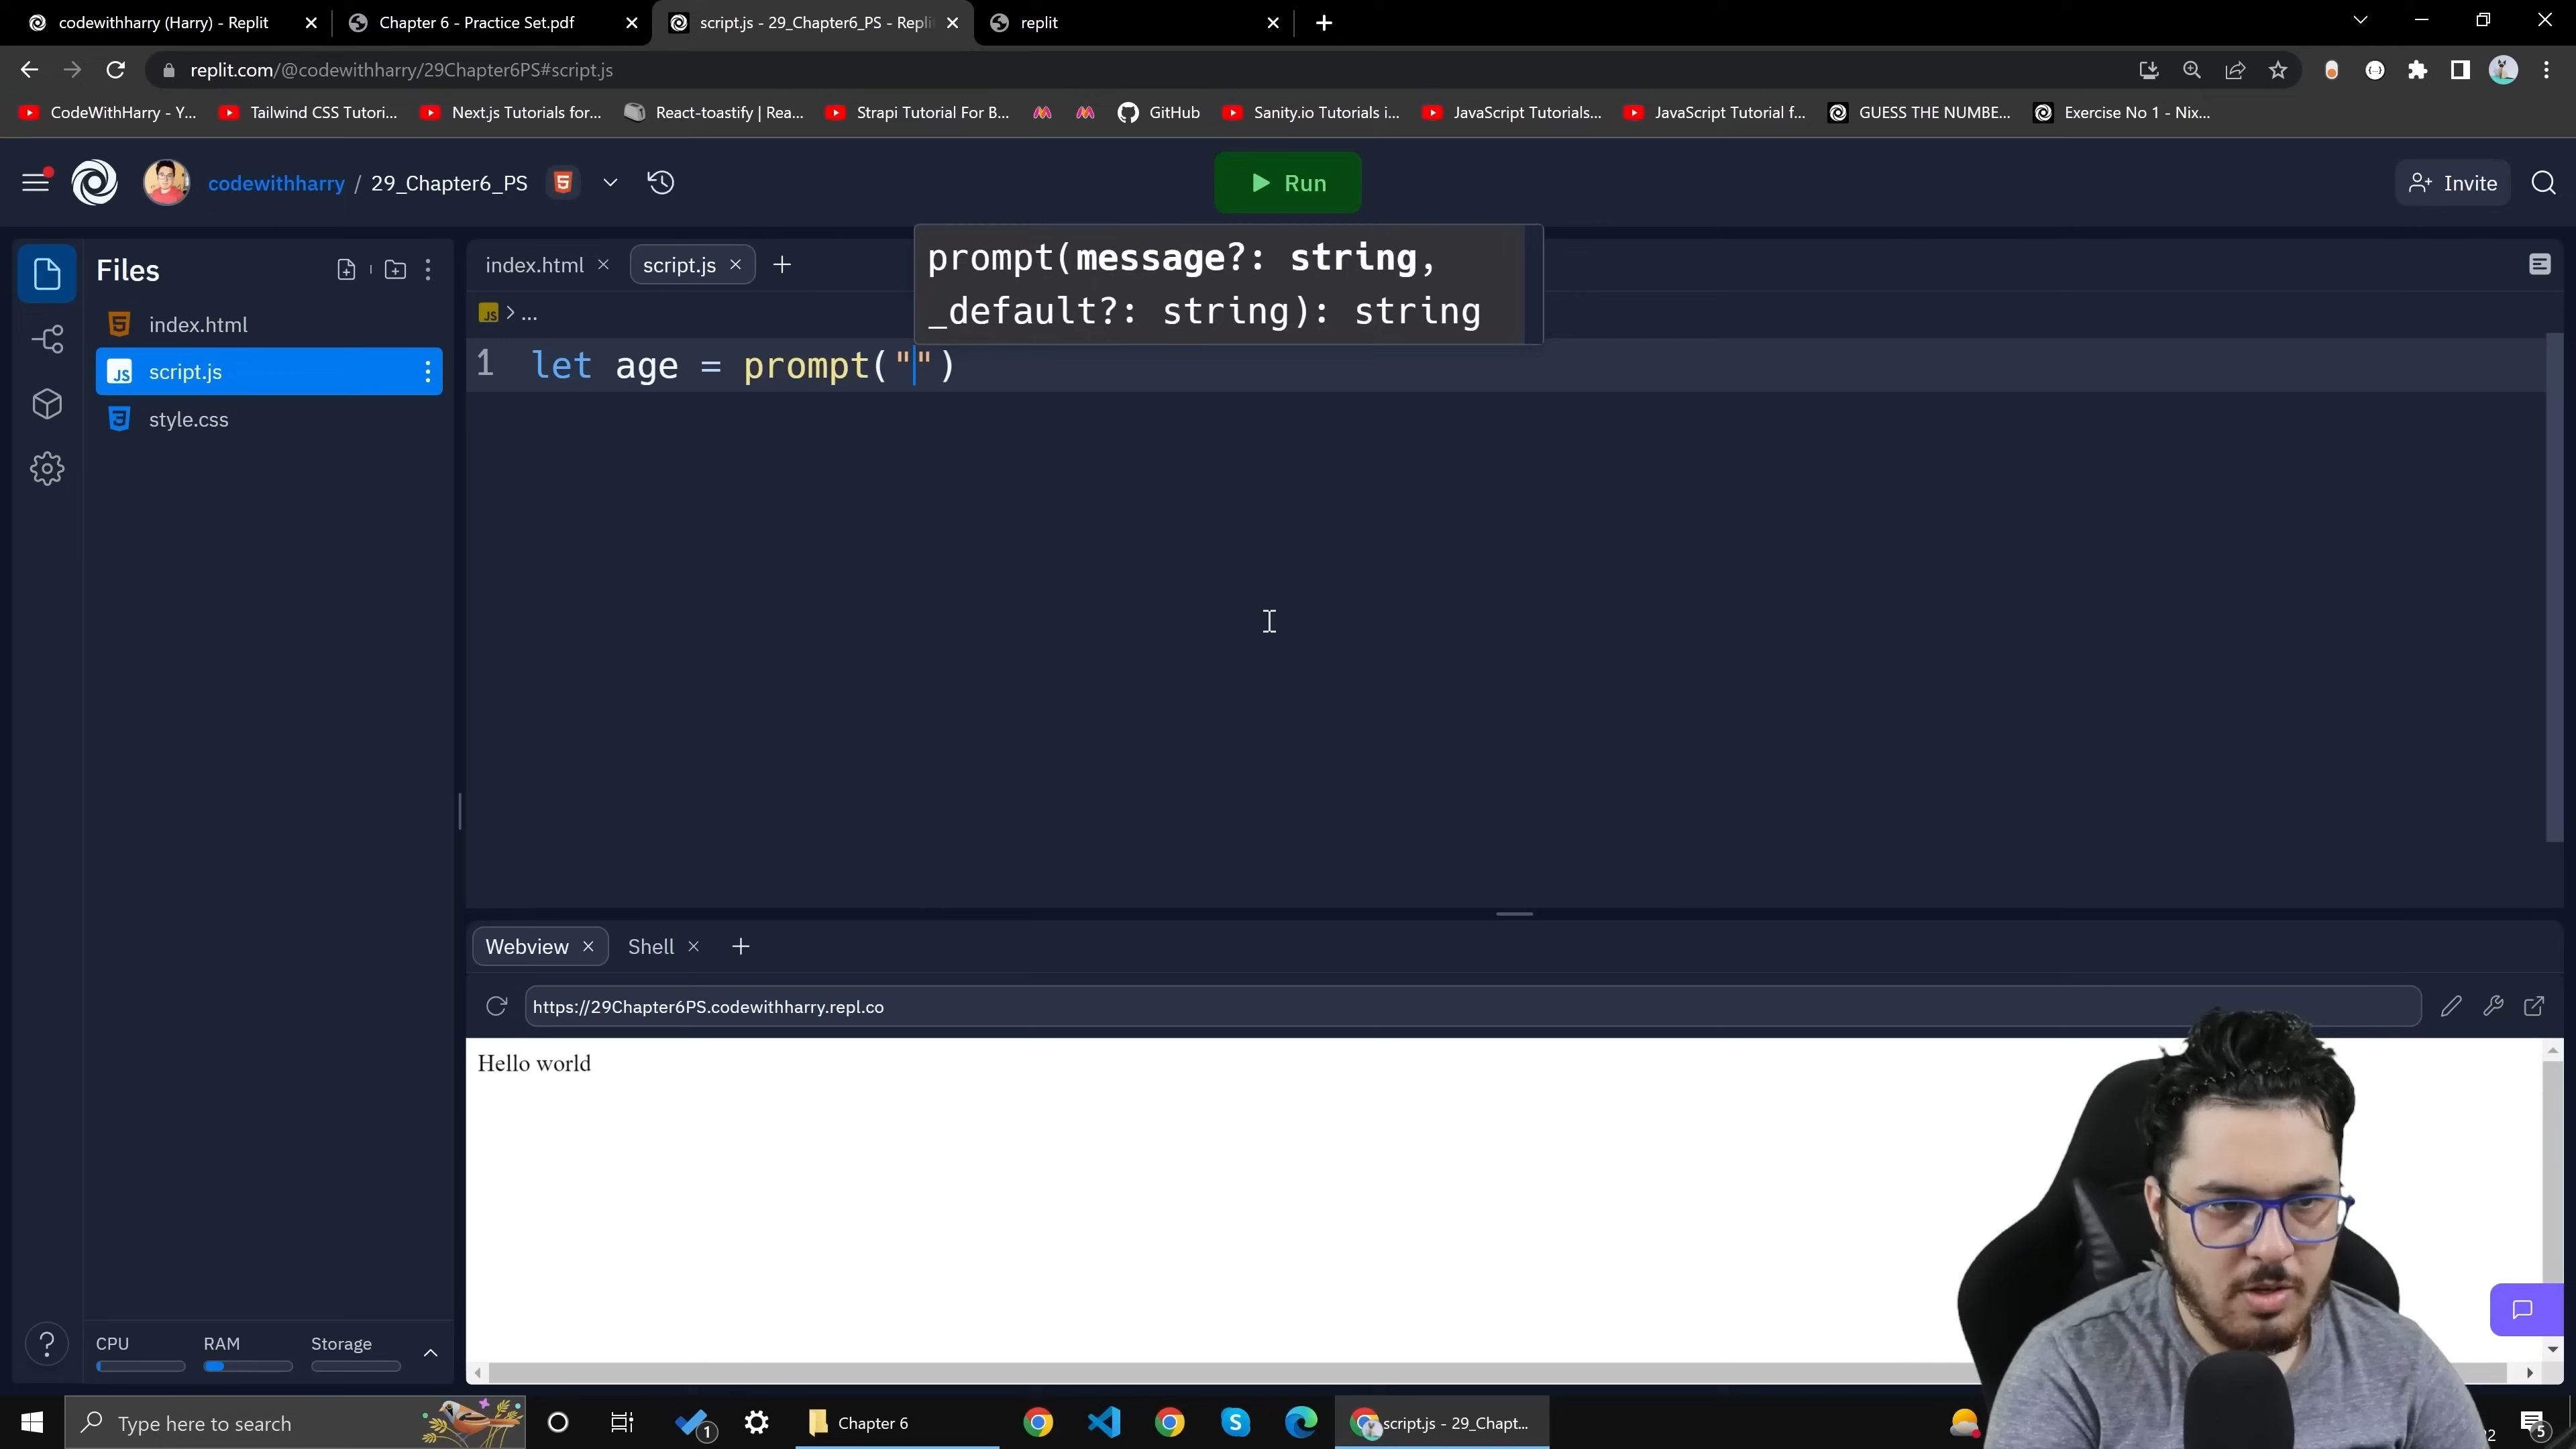 codewithharry (Harry) - Replit
Chapter 6 - Practice Set.pdf
script.js - 29_Chapter6_PS - Repli
replit
replit.com/@codewithharry/29Chapter6PS#script.js
CodeWithHarry - Y...
Tailwind CSS Tutori...
Next.js Tutorials for...
React-toastify | Rea...
Strapi Tutorial For B...
GitHub
Sanity.io Tutorials i...
JavaScript Tutorials...
JavaScript Tutorial f...
GUESS THE NUMBE...
Exercise No 1 - Nix...
codewithharry / 29_Chapter6_PS
Run
Invite
Files
index.html
script.js
style.css
index.html
script.js
JS > ...
prompt(message?: string,
_default?: string): string
1 let age = prompt("")
Webview
Shell
https://29Chapter6PS.codewithharry.repl.co
Hello world
CPU
RAM
Storage
Type here to search
1
Chapter 6
script.js - 29_Chapt...
5